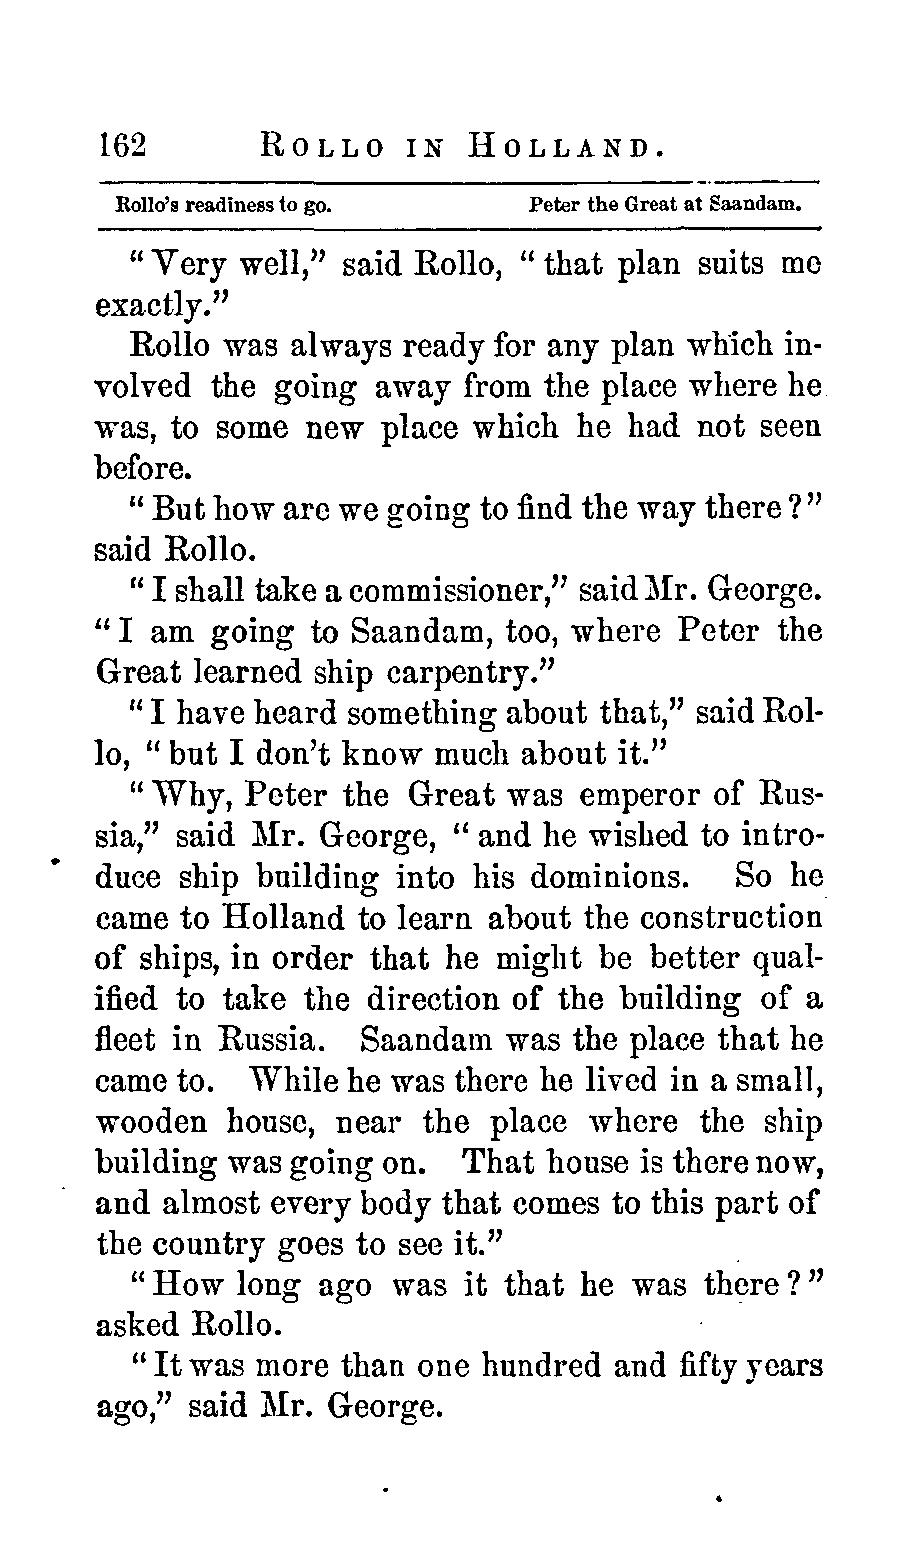 162 ROLLO IN HOLLAND.
Rollo's readiness to go. Peter the Great at Saandam.
"Very well," said Rollo, "that plan suits me
exactly."
Rollo was always ready for any plan which in-
volved the going away from the place where he
was, to some new place which he had not seen
before.
"But how are we going to find the way there?"
said Rollo.
"I shall take a commissioner," said Mr. George.
"I am going to Saandam, too, where Peter the
Great learned ship carpentry."
"I have heard something about that," said Rol-
lo, "but I don't know much about it."
"Why, Peter the Great was emperor of Rus-
sia," said Mr. George, "and he wished to intro-
duce ship building into his dominions. So he
came to Holland to learn about the construction
of ships, in order that he might be better qual-
ified to take the direction of the building of a
fleet in Russia. Saandam was the place that he
came to. While he was there he lived in a small,
wooden house, near the place where the ship
building was going on. That house is there now,
and almost every body that comes to this part of
the country goes to see it."
"How long ago was it that he was there?"
asked Rollo.
"It was more than one hundred and fifty years
ago," said Mr. George.